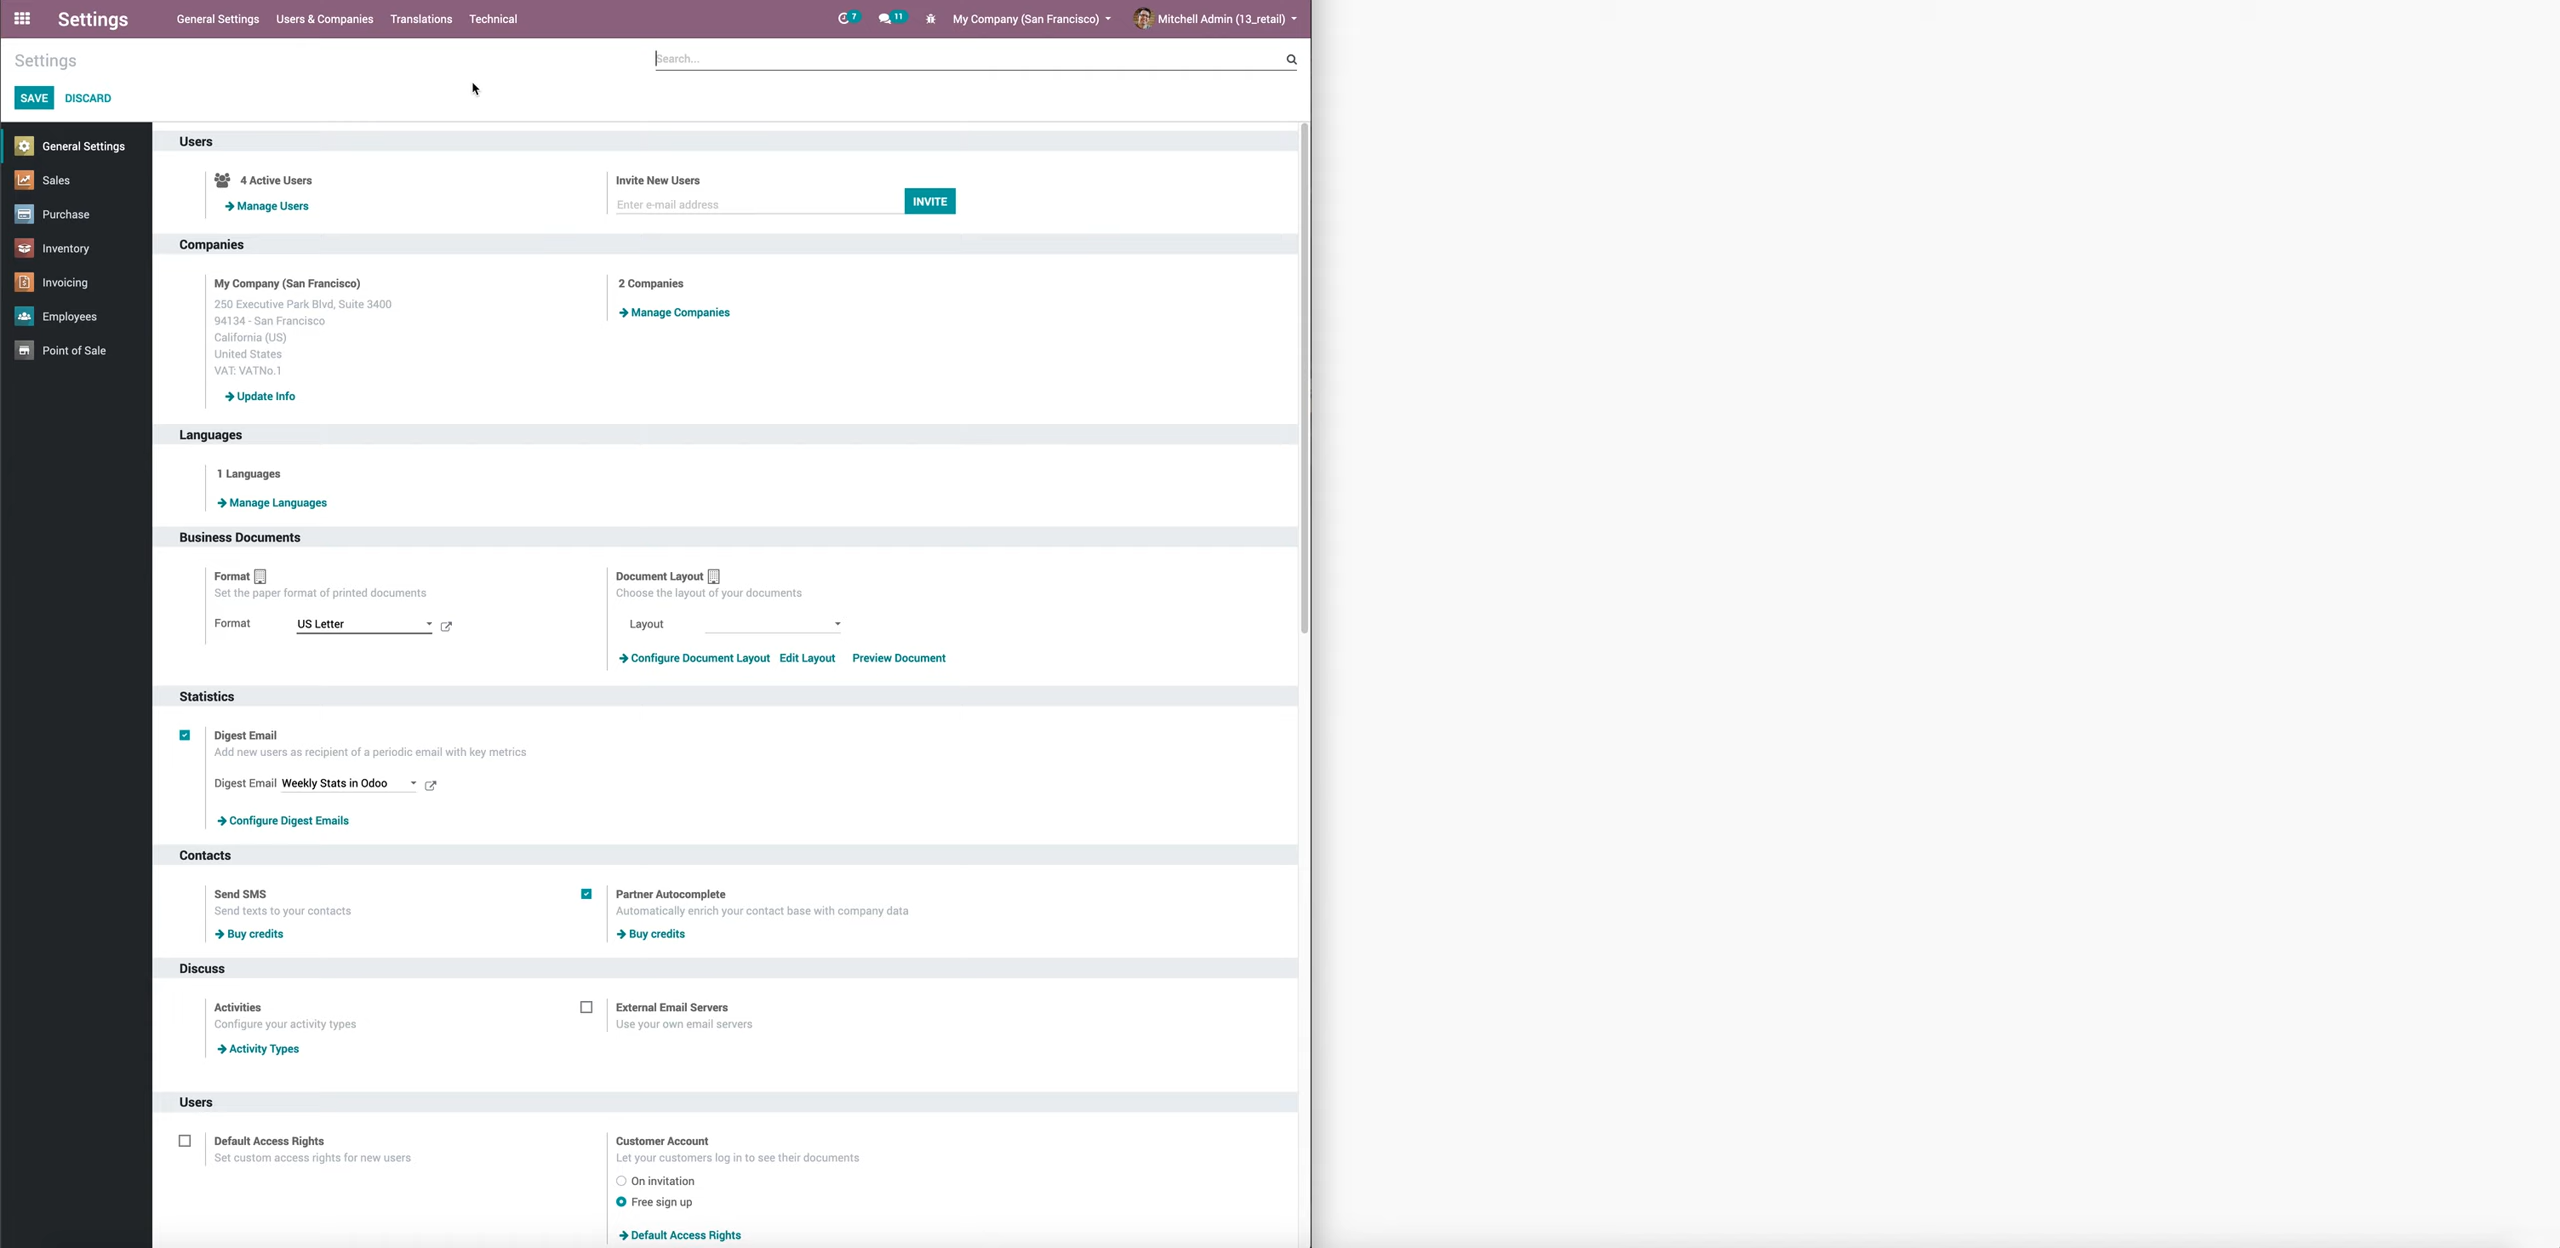 Settings General Settings Users & Companies Translations Technical 7 11 My Company (San Francisco) Mitchell Admin (13_retail)
Settings
Search...
SAVE DISCARD
General Settings
Sales
Purchase
Inventory
Invoicing
Employees
Point of Sale
Users
4 Active Users
Manage Users
Invite New Users
Enter e-mail address INVITE
Companies
My Company (San Francisco)
250 Executive Park Blvd, Suite 3400
94134 - San Francisco
California (US)
United States
VAT: VATNo.1
Update Info
2 Companies
Manage Companies
Languages
1 Languages
Manage Languages
Business Documents
Format
Set the paper format of printed documents
Format US Letter
Document Layout
Choose the layout of your documents
Layout
Configure Document Layout Edit Layout Preview Document
Statistics
Digest Email
Add new users as recipient of a periodic email with key metrics
Digest Email Weekly Stats in Odoo
Configure Digest Emails
Contacts
Send SMS
Send texts to your contacts
Buy credits
Partner Autocomplete
Automatically enrich your contact base with company data
Buy credits
Discuss
Activities
Configure your activity types
Activity Types
External Email Servers
Use your own email servers
Users
Default Access Rights
Set custom access rights for new users
Customer Account
Let your customers log in to see their documents
On invitation
Free sign up
Default Access Rights